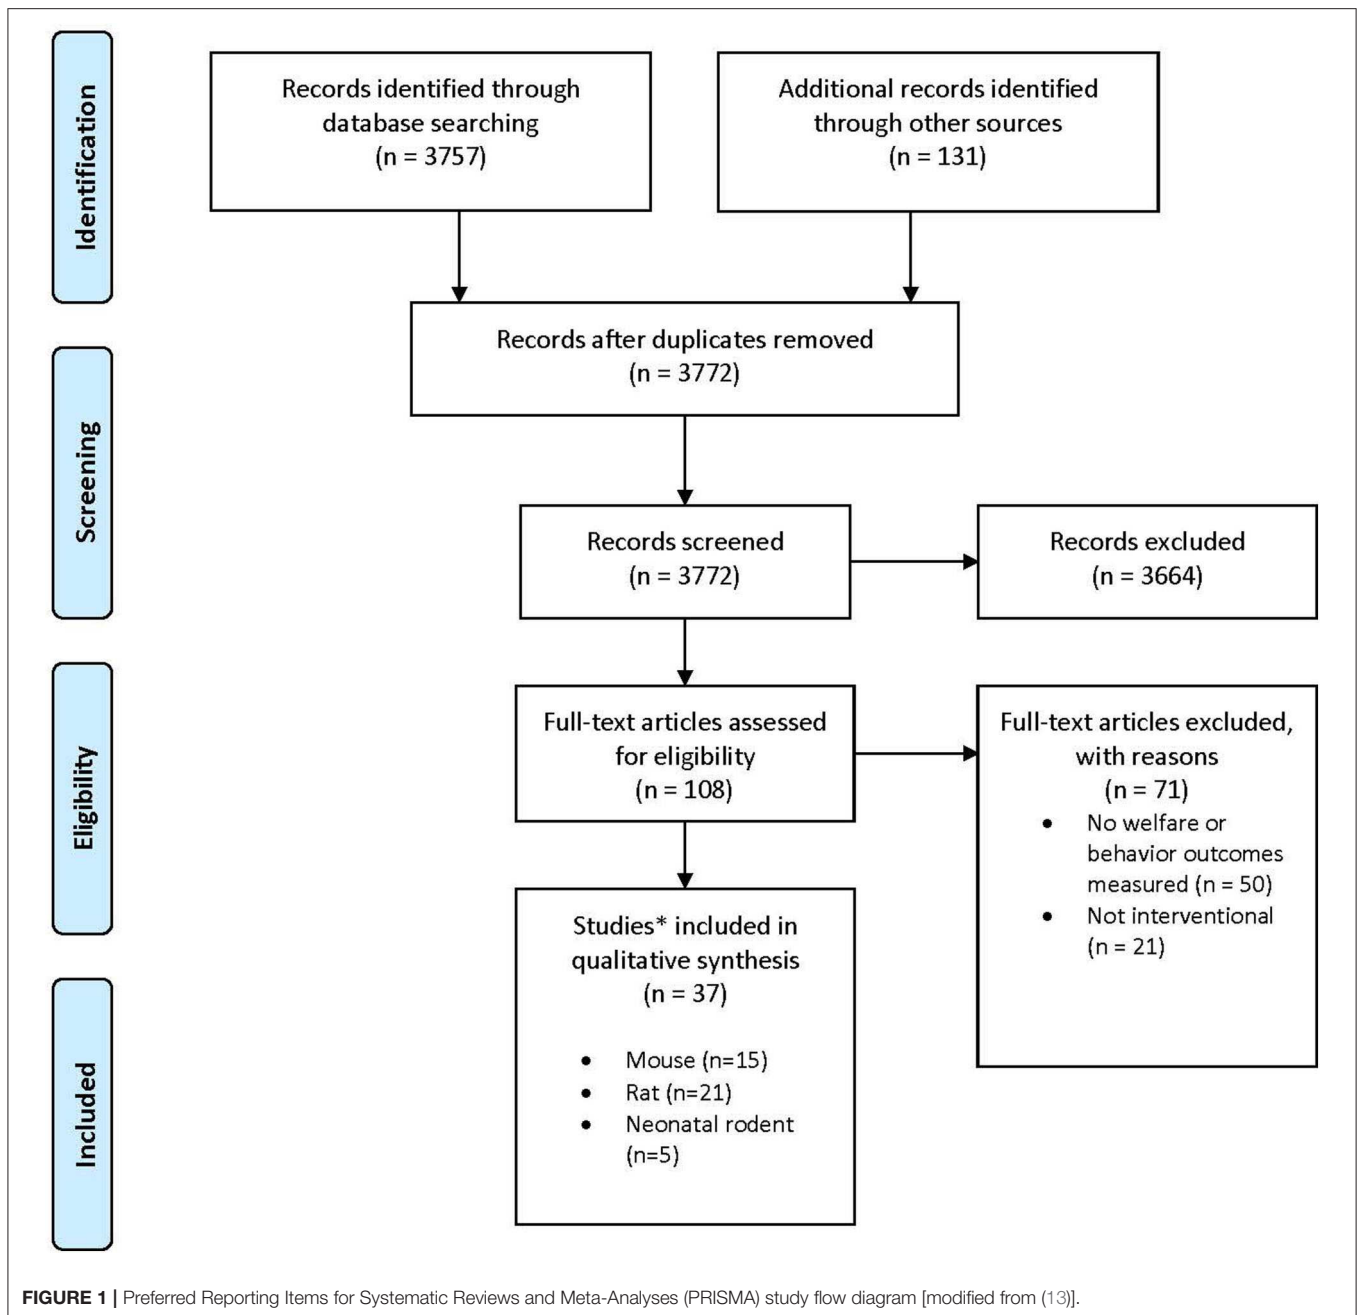 Identification
Records identified through
database searching
(n = 3757)
Additional records identified
through other sources
(n = 131)
Records after duplicates removed
(n = 3772)
Screening
Records screened
(n = 3772)
Records excluded
(n = 3664)
Eligibility
Full-text articles assessed
for eligibility
(n = 108)
Full-text articles excluded,
with reasons
(n = 71)
• No welfare or
behavior outcomes
measured (n = 50)
• Not interventional
(n = 21)
Included
Studies* included in
qualitative synthesis
(n = 37)
• Mouse (n=15)
• Rat (n=21)
• Neonatal rodent
(n=5)
FIGURE 1 | Preferred Reporting Items for Systematic Reviews and Meta-Analyses (PRISMA) study flow diagram [modified from (13)].